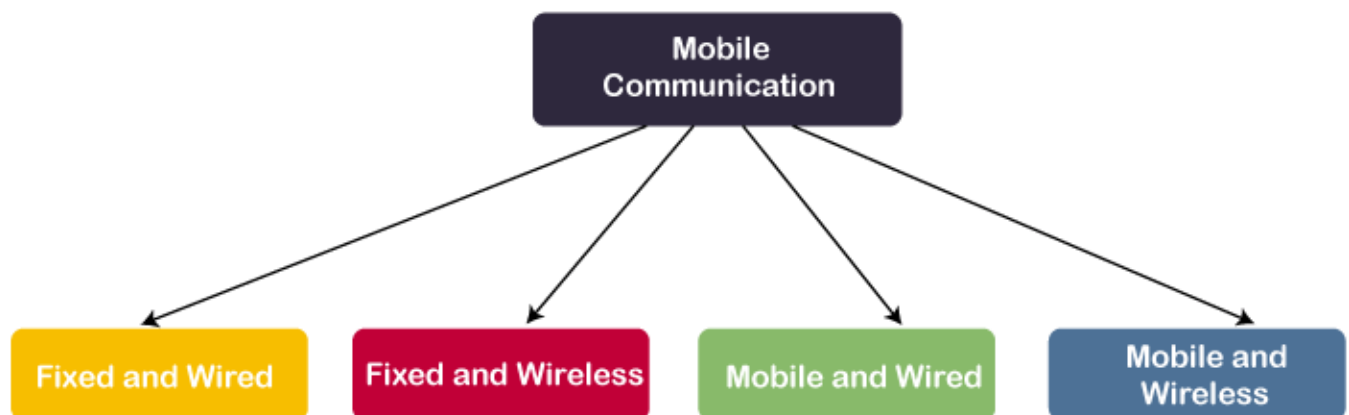 Mobile
Communication
Fixed and Wired
Fixed and Wireless
Mobile and Wired
Mobile and
Wireless